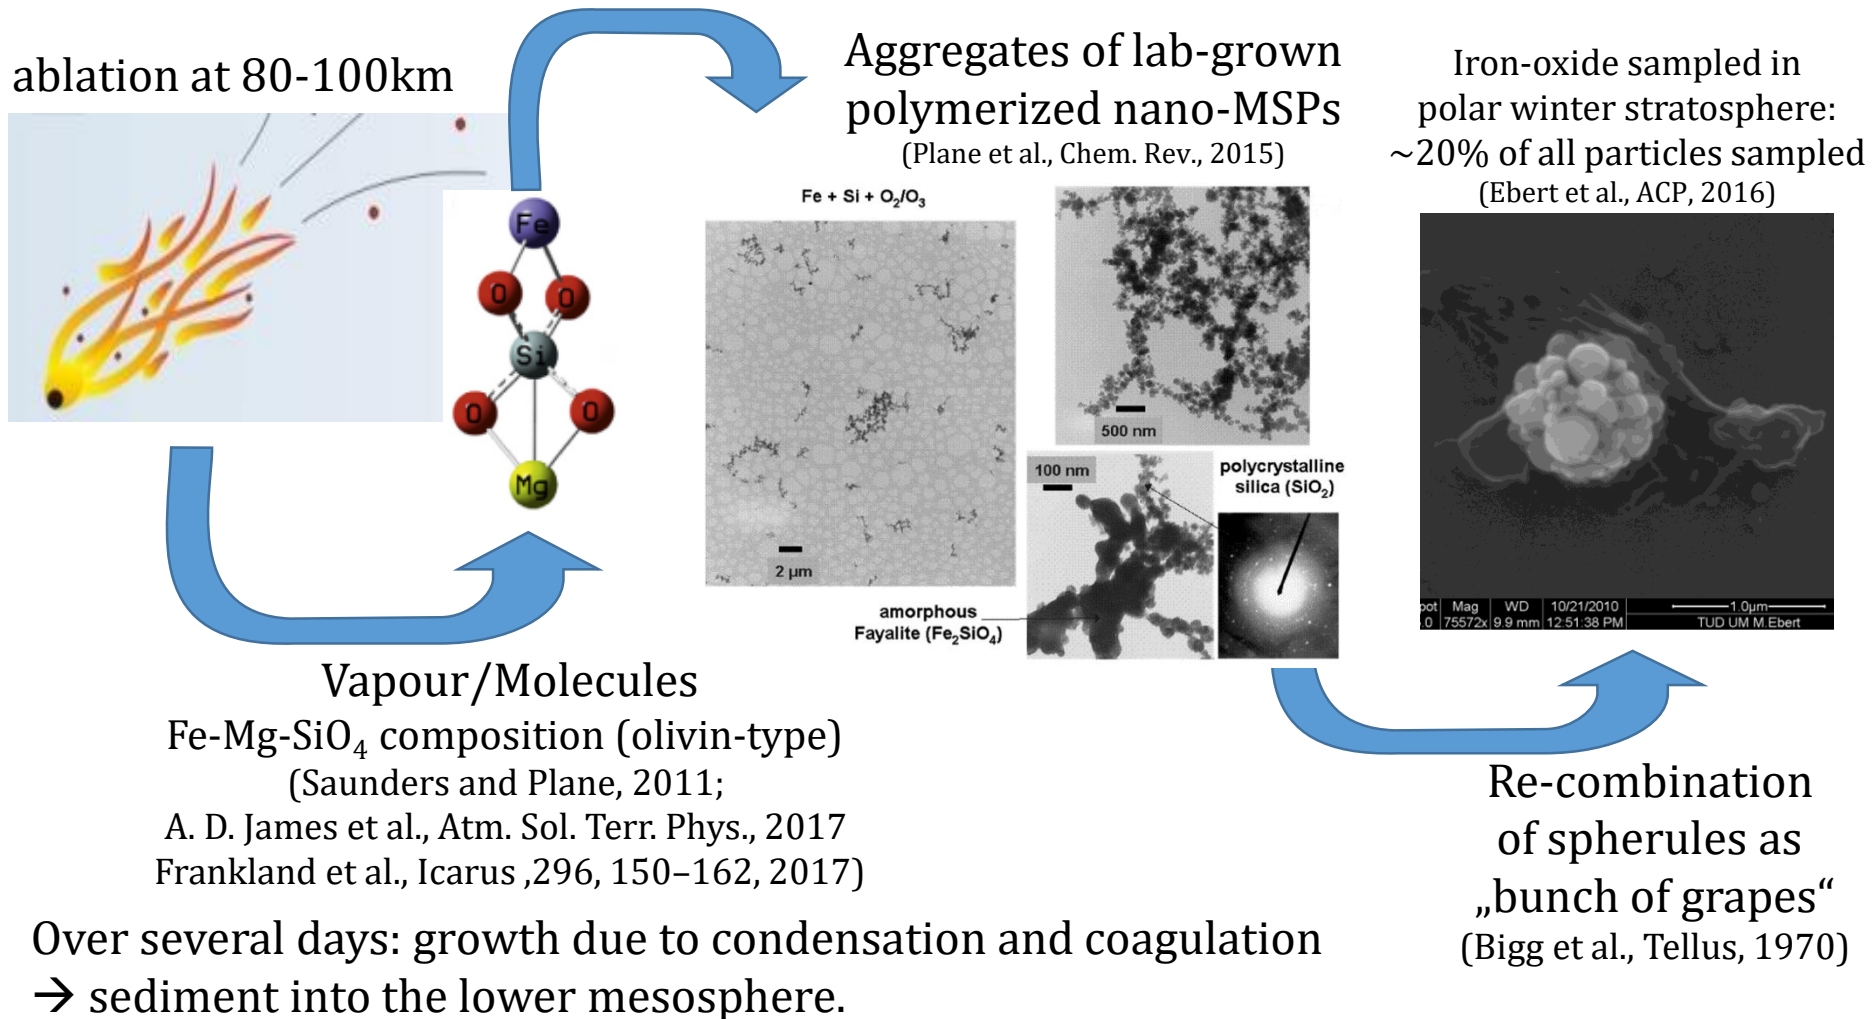 ablation at 80-100km
Fe
O
O
Si
O
O
Mg
Vapour/Molecules
Fe-Mg-SiO₄ composition (olivin-type)
(Saunders and Plane, 2011;
A. D. James et al., Atm. Sol. Terr. Phys., 2017
Frankland et al., Icarus ,296, 150–162, 2017)
Aggregates of lab-grown
polymerized nano-MSPs
(Plane et al., Chem. Rev., 2015)
Fe + Si + O₂/O₃
2 µm
500 nm
100 nm
polycrystalline
silica (SiO₂)
amorphous
Fayalite (Fe₂SiO₄)
Iron-oxide sampled in
polar winter stratosphere:
~20% of all particles sampled
(Ebert et al., ACP, 2016)
pot Mag WD 10/21/2010 1.0µm
.0 75572x 9.9 mm 12:51:38 PM TUD UM M.Ebert
Re-combination
of spherules as
„bunch of grapes“
(Bigg et al., Tellus, 1970)
Over several days: growth due to condensation and coagulation
→ sediment into the lower mesosphere.